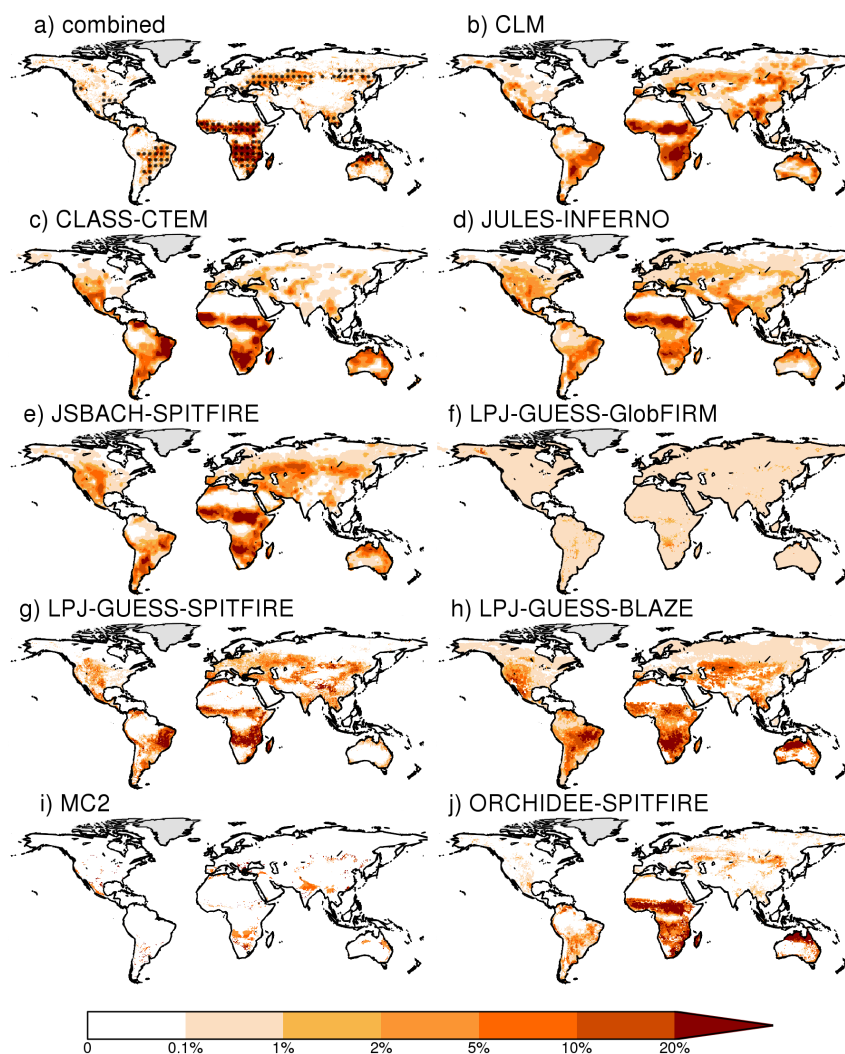 a) combined
b) CLM
c) CLASS-CTEM
d) JULES-INFERNO
e) JSBACH-SPITFIRE
f) LPJ-GUESS-GlobFIRM
g) LPJ-GUESS-SPITFIRE
h) LPJ-GUESS-BLAZE
i) MC2
j) ORCHIDEE-SPITFIRE
0 0.1% 1% 2% 5% 10% 20%